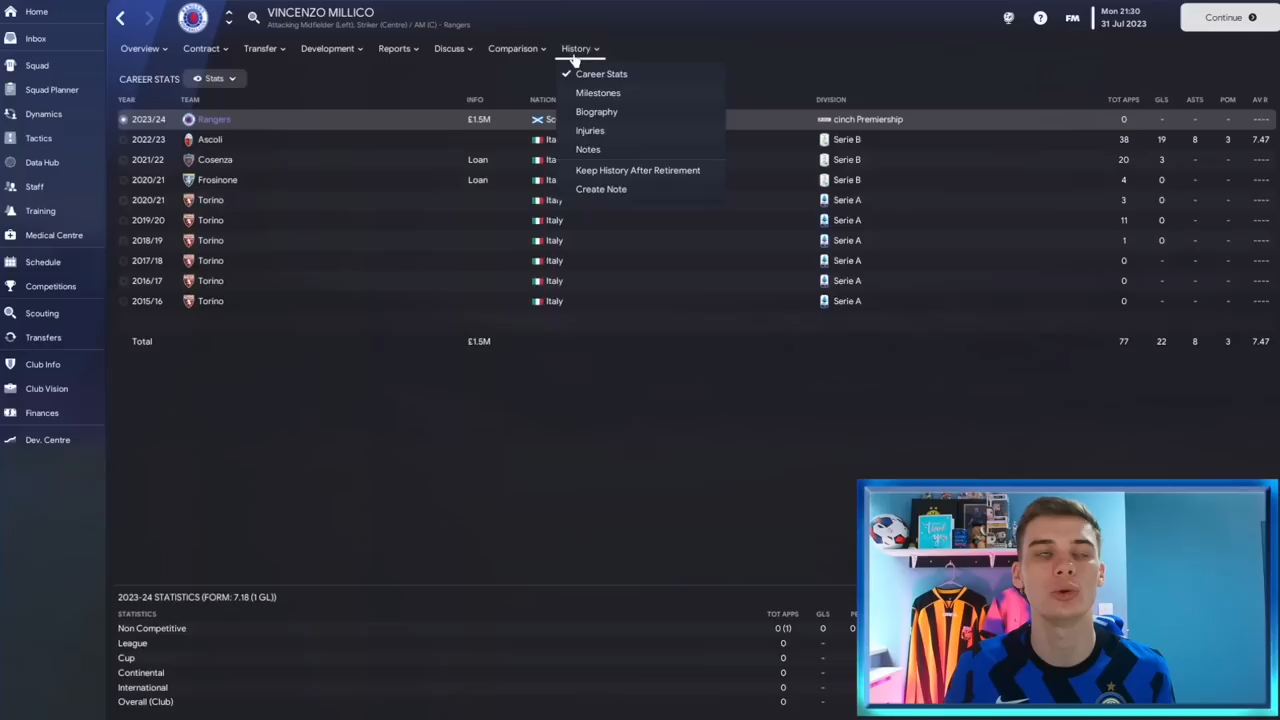 Home
Inbox
Squad
Squad Planner
Dynamics
Tactics
Data Hub
Staff
Training
Medical Centre
Schedule
Competitions
Scouting
Transfers
Club Info
Club Vision
Finances
Dev. Centre
VINCENZO MILLICO
Attacking Midfielder (Left), Striker (Centre) / AM (C) - Rangers
FM
Mon 21:30
31 Jul 2023
Continue
Overview Contract Transfer Development Reports Discuss Comparison History
CAREER STATS Stats
Career Stats
Milestones
Biography
Injuries
Notes
Keep History After Retirement
Create Note
YEAR TEAM INFO NATION DIVISION TOT APPS GLS ASTS POM AV R
2023/24 Rangers £1.5M Sc cinch Premiership 0 - - - ----
2022/23 Ascoli Ita Serie B 38 19 8 3 7.47
2021/22 Cosenza Loan Ita Serie B 20 3 - - ----
2020/21 Frosinone Loan Ita Serie B 4 0 - - ----
2020/21 Torino Italy Serie A 3 1 - - ----
2019/20 Torino Italy Serie A 11 0 - - ----
2018/19 Torino Italy Serie A 1 0 - - ----
2017/18 Torino Italy Serie A 0 - - - ----
2016/17 Torino Italy Serie A 0 - - - ----
2015/16 Torino Italy Serie A 0 - - - ----
Total £1.5M 77 22 8 3 7.47
2023-24 STATISTICS (FORM: 7.18 (1 GL))
STATISTICS TOT APPS GLS
Non Competitive 0 (1) 0 0
League 0 -
Cup 0 -
Continental 0 -
International 0 -
Overall (Club) 0 -